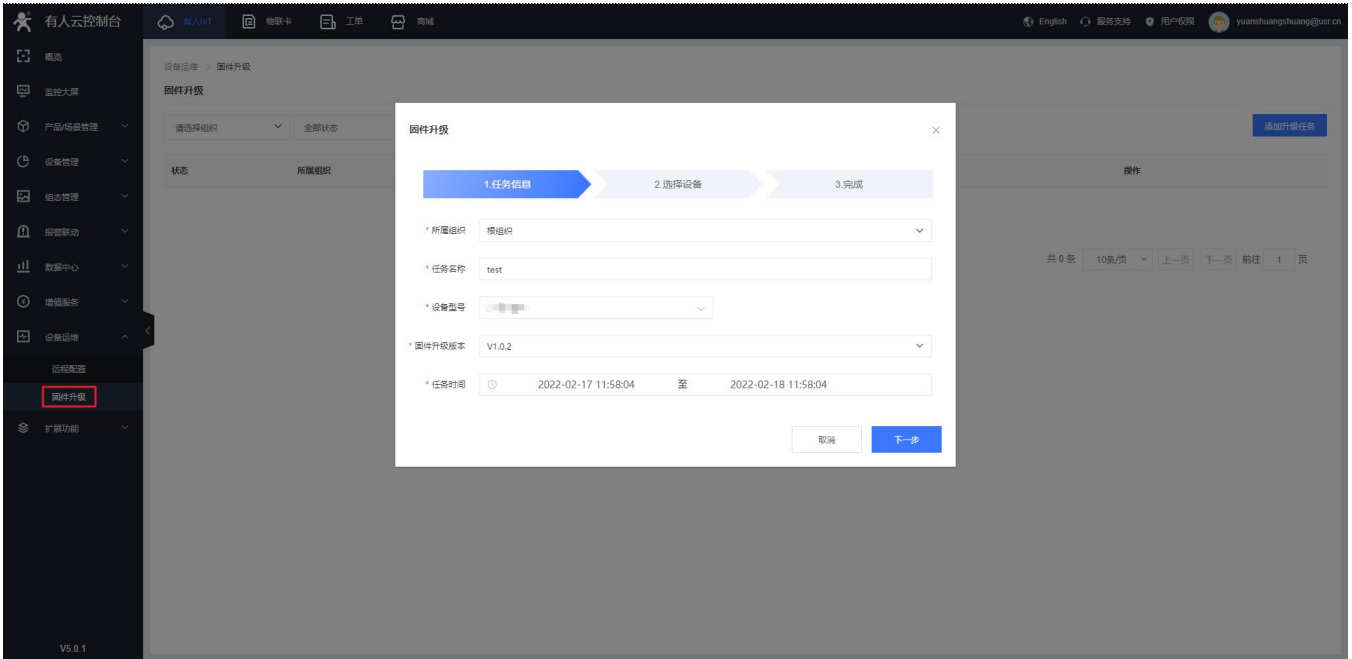 有人云控制台
有人IoT
物联卡
工单
商城
English
服务支持
用户权限
yuanshuangshuang@usr.cn
概览
监控大屏
产品/场景管理
设备管理
组态管理
报警联动
数据中心
增值服务
设备运维
远程配置
固件升级
扩展功能
V5.0.1
设备运维 > 固件升级
固件升级
请选择组织
全部状态
添加升级任务
状态
所属组织
操作
共 0 条
10条/页
上一页
下一页
前往 1 页
固件升级
1.任务信息
2.选择设备
3.完成
* 所属组织 根组织
* 任务名称 test
* 设备型号
* 固件升级版本 V1.0.2
* 任务时间 2022-02-17 11:58:04 至 2022-02-18 11:58:04
取消
下一步